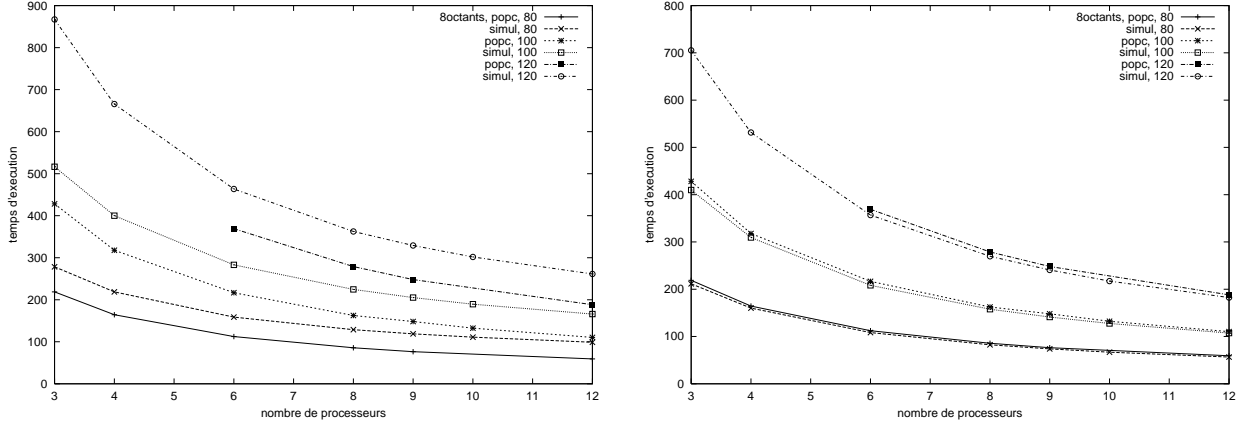 900
800
700
600
500
400
300
200
100
0
temps d'execution
3 4 5 6 7 8 9 10 11 12
nombre de processeurs
8octants, popc, 80
simul, 80
popc, 100
simul, 100
popc, 120
simul, 120
800
700
600
500
400
300
200
100
0
temps d'execution
3 4 5 6 7 8 9 10 11 12
nombre de processeurs
8octants, popc, 80
simul, 80
popc, 100
simul, 100
popc, 120
simul, 120